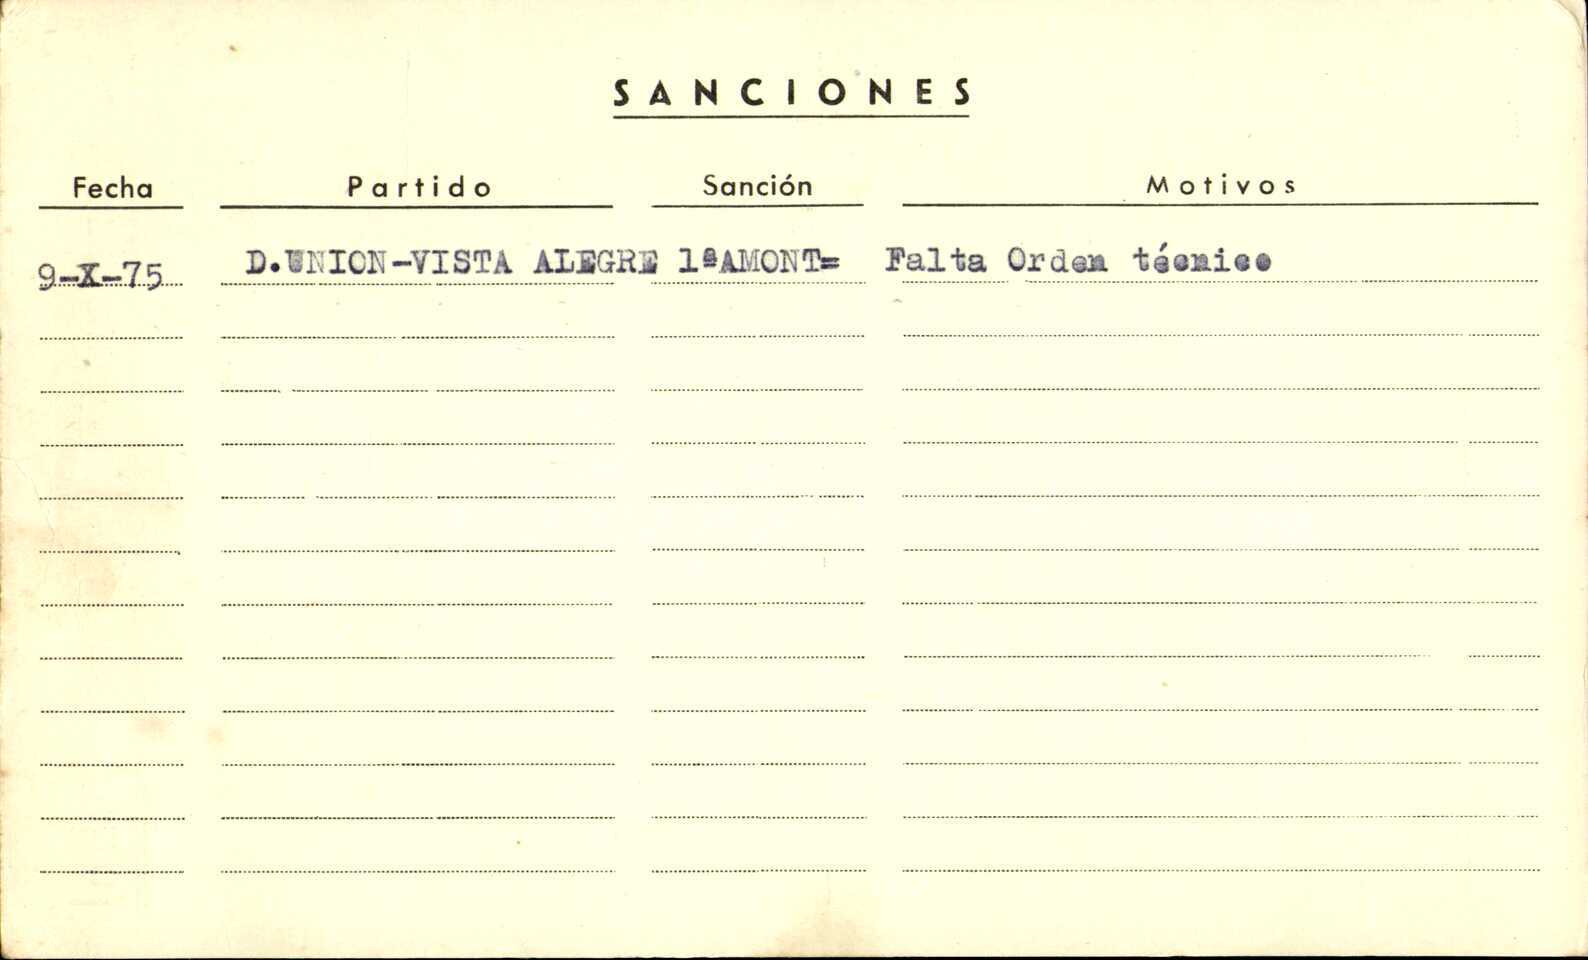 SANCIONES
Fecha Partido Sanción Motivos
9-X-75 D.UNION-VISTA ALEGRE 1ªAMONT= Falta Orden técnico